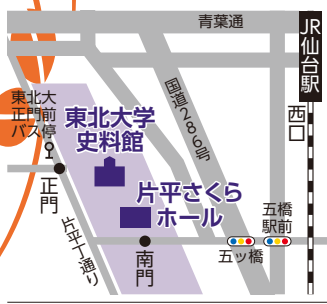 青葉通
JR仙台駅
西口
国道286号
東北大
正門前
バス停
東北大学
史料館
正門
片平丁通り
片平さくら
ホール
南門
五ッ橋
五橋
駅前